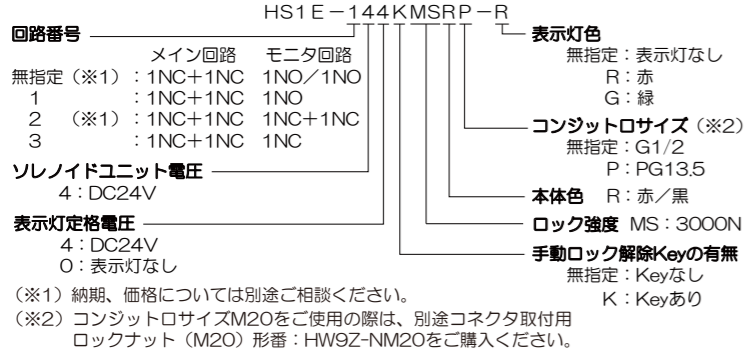 HS1E－144KMSRP－R
回路番号
メイン回路　モニタ回路
無指定（※1）：1NC＋1NC　1NO／1NO
1　：1NC＋1NC　1NO
2　（※1）：1NC＋1NC　1NC＋1NC
3　：1NC＋1NC　1NC
ソレノイドユニット電圧
4：DC24V
表示灯定格電圧
4：DC24V
0：表示灯なし
表示灯色
無指定：表示灯なし
R：赤
G：緑
コンジット口サイズ（※2）
無指定：G1/2
P：PG13.5
本体色　R：赤／黒
ロック強度　MS：3000N
手動ロック解除Keyの有無
無指定：Keyなし
K：Keyあり
（※1）納期、価格については別途ご相談ください。
（※2）コンジット口サイズM20をご使用の際は、別途コネクタ取付用
ロックナット（M20）形番：HW9Z-NM20をご購入ください。